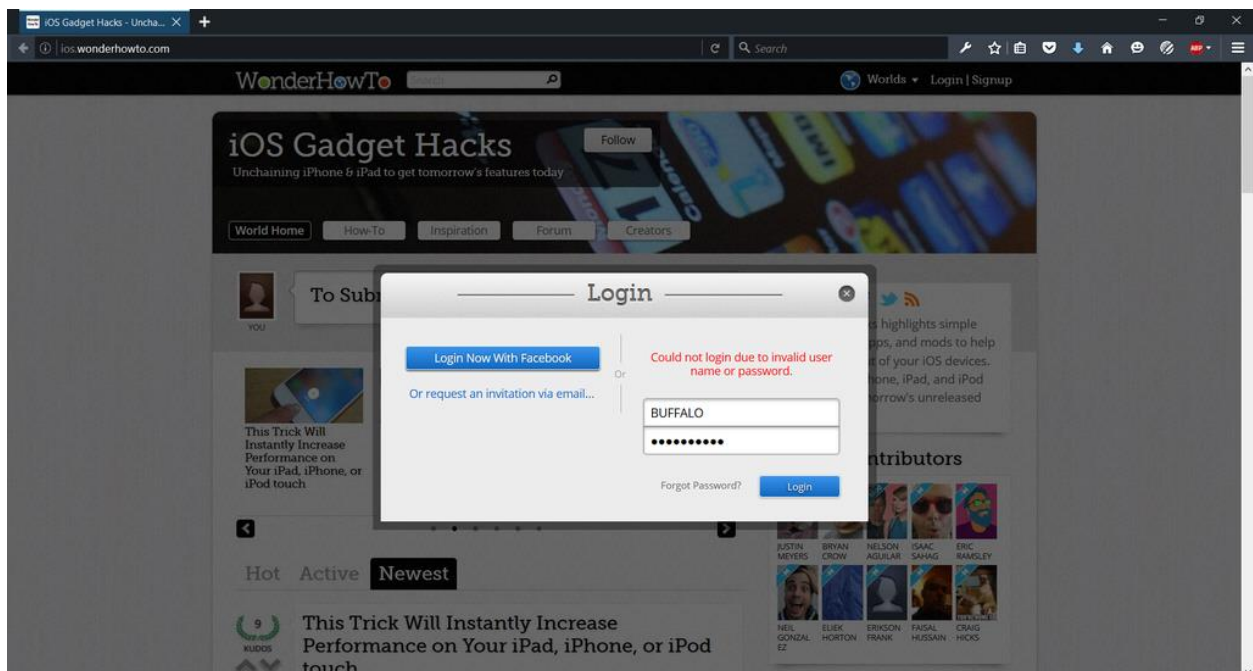 iOS Gadget Hacks - Uncha...
ios.wonderhowto.com
Search
ABP
WonderHowTo
Search
Worlds
Login | Signup
iOS Gadget Hacks
Follow
Unchaining iPhone & iPad to get tomorrow's features today
World Home
How-To
Inspiration
Forum
Creators
To Subm
YOU
Login
Login Now With Facebook
Or request an invitation via email...
Or
Could not login due to invalid user
name or password.
BUFFALO
Forgot Password?
Login
s highlights simple
pps, and mods to help
t of your iOS devices.
hone, iPad, and iPod
orrow's unreleased
This Trick Will
Instantly Increase
Performance on
Your iPad, iPhone, or
iPod touch
ntributors
JUSTIN MEYERS
BRYAN CROW
NELSON AGUILAR
ISAAC SAHAG
ERIC RAMSLEY
NEIL GONZAL EZ
ELIEK HORTON
ERIKSON FRANK
FAISAL HUSSAIN
CRAIG HICKS
Hot
Active
Newest
9
KUDOS
This Trick Will Instantly Increase
Performance on Your iPad, iPhone, or iPod
touch